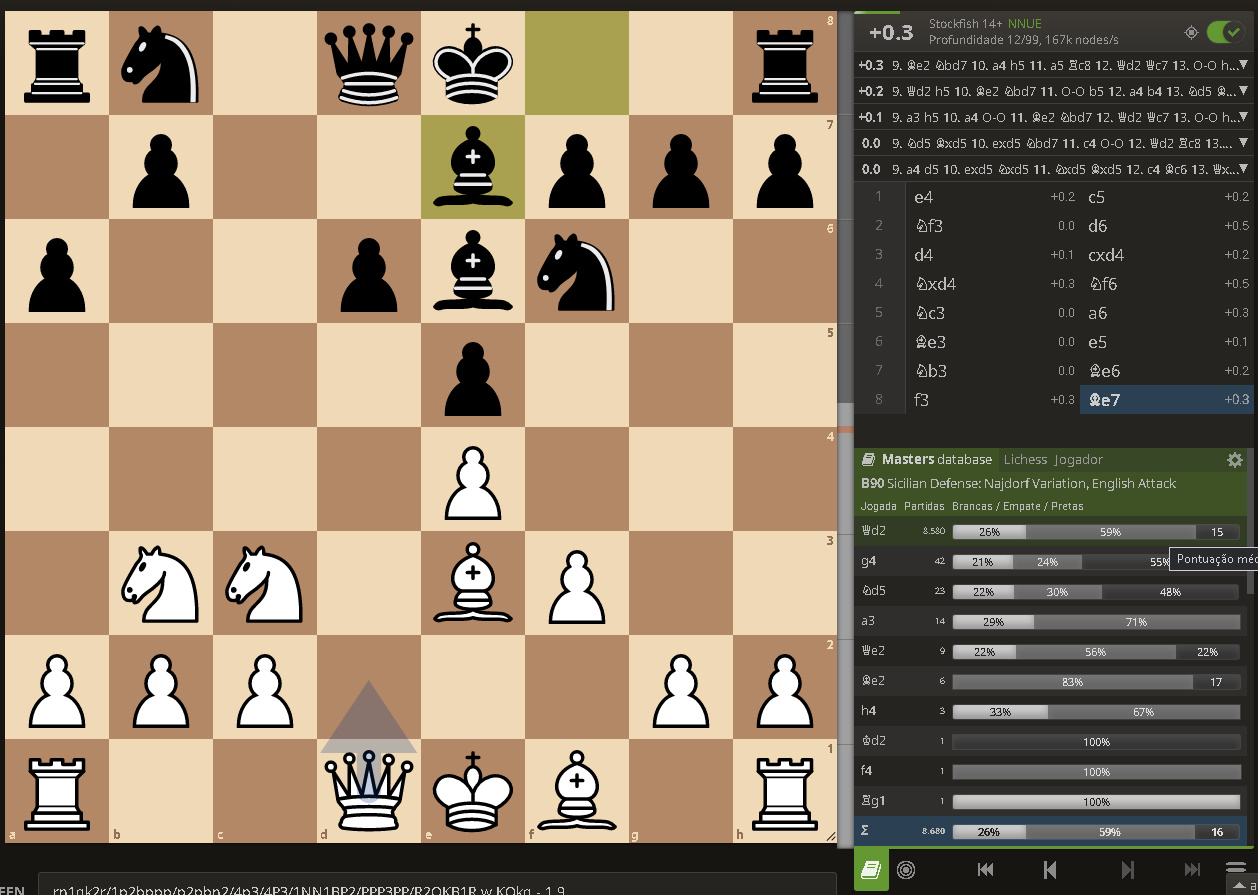 8
7
6
5
4
3
2
1
a b c d e f g h
FEN rn1qk2r/1p2bppp/p2pbn2/4p3/4P3/1NN1BP2/PPP3PP/R2QKB1R w KQkq - 1 9
+0.3 Stockfish 14+ NNUE
Profundidade 12/99, 167k nodes/s
+0.3 9. ♗e2 ♘bd7 10. a4 h5 11. a5 ♖c8 12. ♕d2 ♕c7 13. O-O h...
+0.2 9. ♕d2 h5 10. ♗e2 ♘bd7 11. O-O b5 12. a4 b4 13. ♘d5 ♗...
+0.1 9. a3 h5 10. a4 O-O 11. ♗e2 ♘bd7 12. ♕d2 ♕c7 13. O-O h...
0.0 9. ♘d5 ♗xd5 10. exd5 ♘bd7 11. c4 O-O 12. ♕d2 ♖c8 13....
0.0 9. a4 d5 10. exd5 ♘xd5 11. ♘xd5 ♗xd5 12. c4 ♗c6 13. ♕x...
1 e4 +0.2 c5 +0.2
2 ♘f3 0.0 d6 +0.5
3 d4 +0.1 cxd4 +0.2
4 ♘xd4 +0.3 ♘f6 +0.5
5 ♘c3 0.0 a6 +0.3
6 ♗e3 0.0 e5 +0.1
7 ♘b3 0.0 ♗e6 +0.2
8 f3 +0.3 ♗e7 +0.3
Masters database Lichess Jogador
B90 Sicilian Defense: Najdorf Variation, English Attack
Jogada Partidas Brancas / Empate / Pretas
♕d2 8.580 26% 59% 15
g4 42 21% 24% 55%
Pontuação méd
♘d5 23 22% 30% 48%
a3 14 29% 71%
♕e2 9 22% 56% 22%
♗e2 6 83% 17
h4 3 33% 67%
♔d2 1 100%
f4 1 100%
♖g1 1 100%
Σ 8.680 26% 59% 16